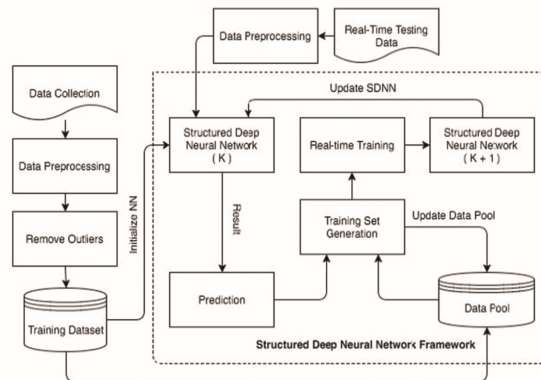 Data Preprocessing
Real-Time Testing
Data
Data Collection
Update SDNN
Structured Deep
Neural Network
( K )
Real-time Training
Structured Deep
Neural Network
( K + 1 )
Data Preprocessing
Initialize NN
Result
Remove Outliers
Training Set
Generation
Update Data Pool
Training Dataset
Prediction
Data Pool
Structured Deep Neural Network Framework